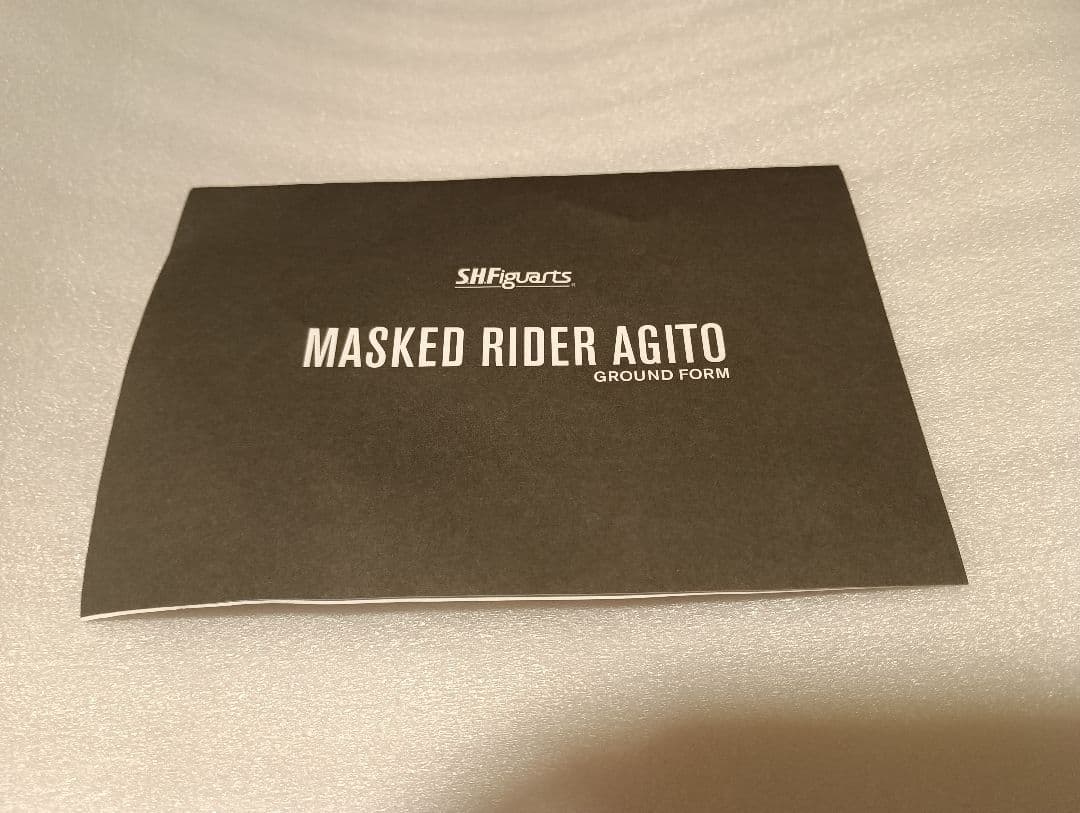 S.H.Figuarts
MASKED RIDER AGITO
GROUND FORM